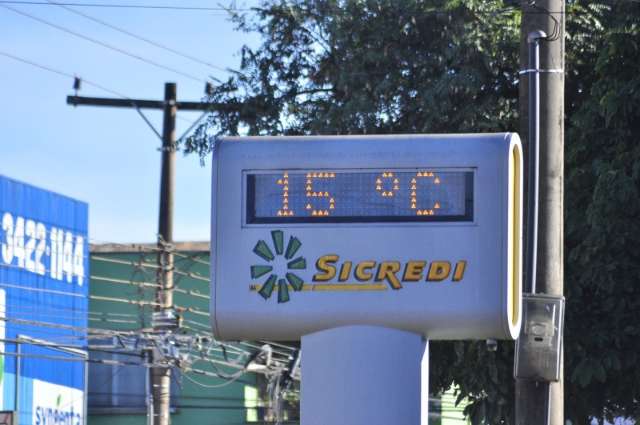 15 °C
SICREDI
3422-1144
syngenta